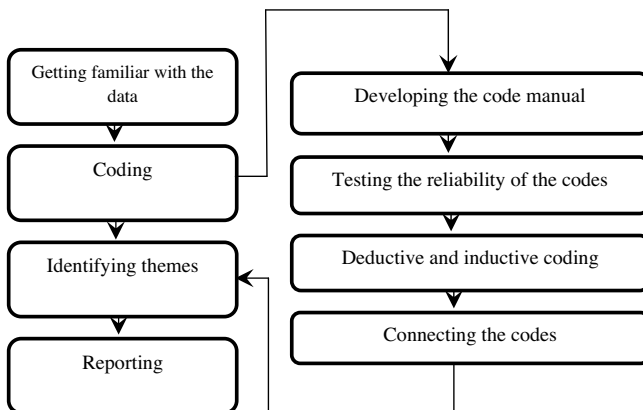 Getting familiar with the
data
Coding
Identifying themes
Reporting
Developing the code manual
Testing the reliability of the codes
Deductive and inductive coding
Connecting the codes